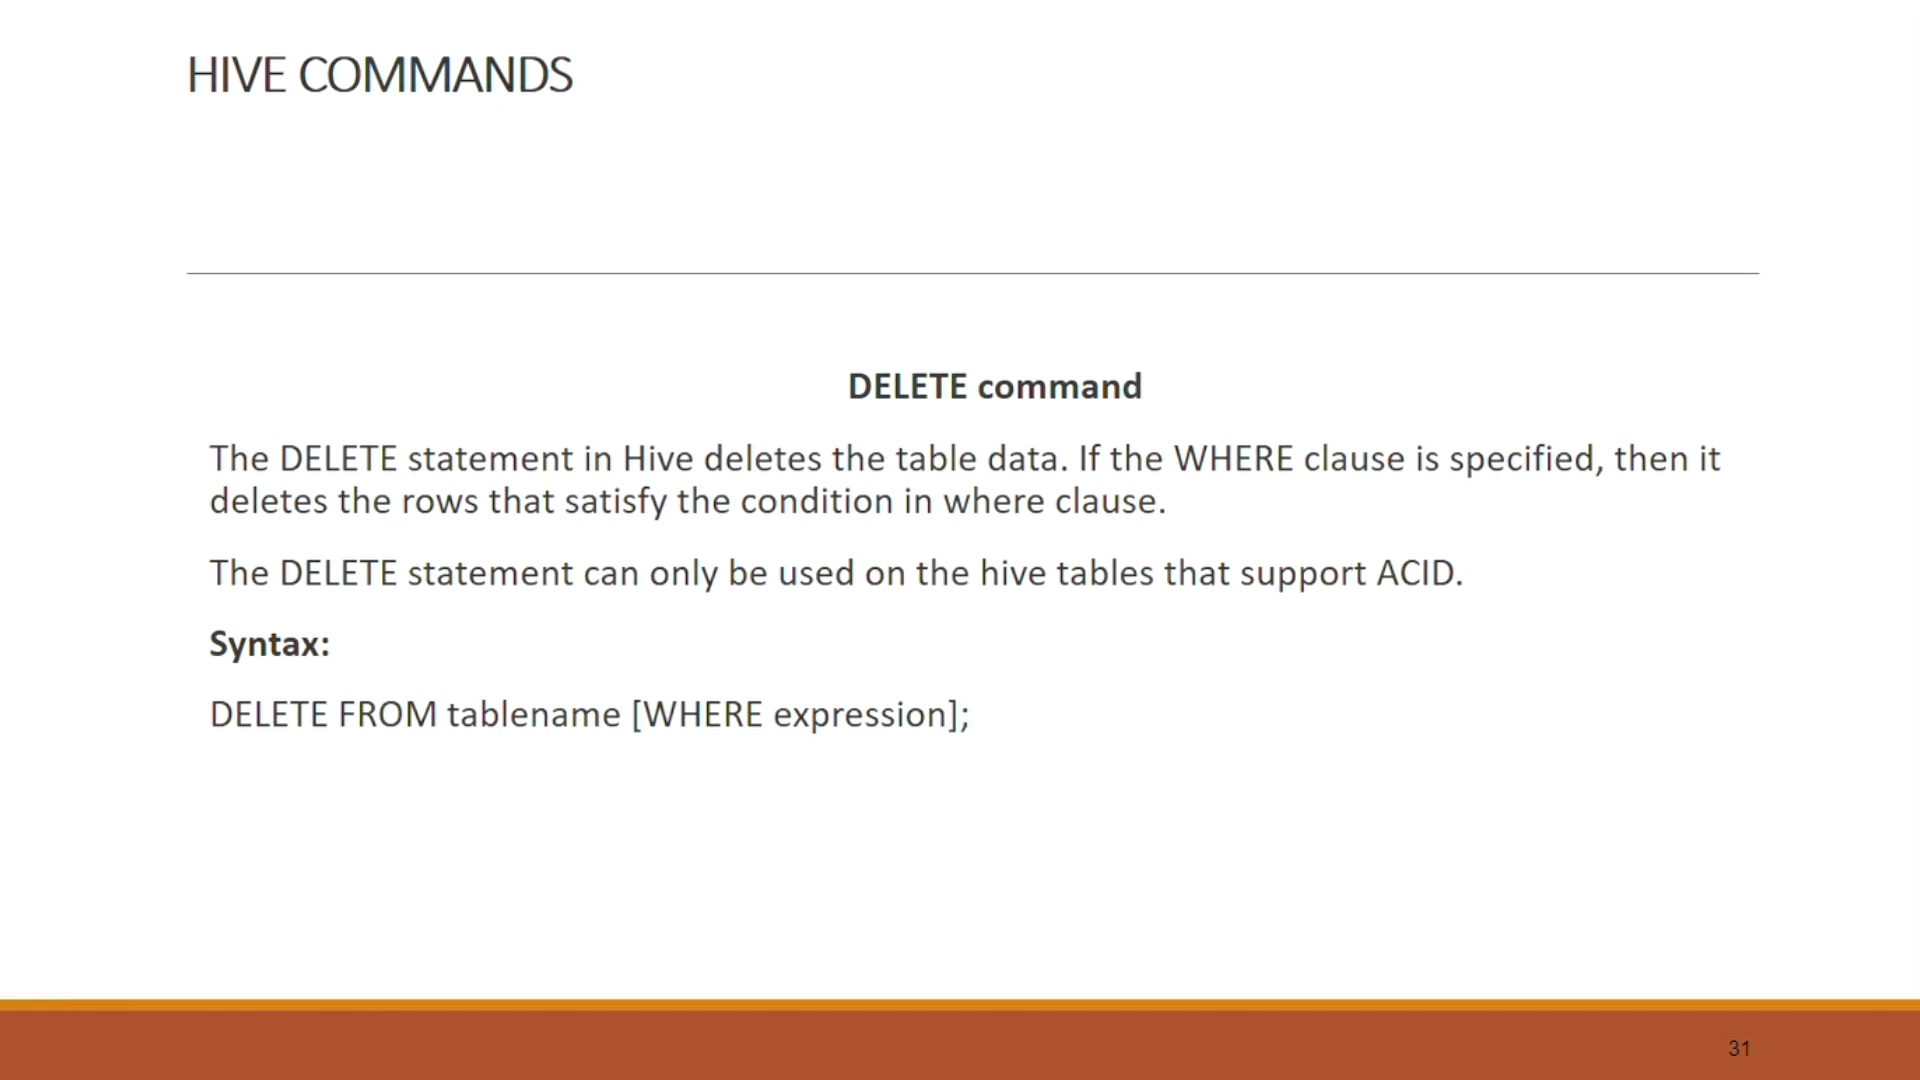 HIVE COMMANDS
DELETE command
The DELETE statement in Hive deletes the table data. If the WHERE clause is specified, then it
deletes the rows that satisfy the condition in where clause.
The DELETE statement can only be used on the hive tables that support ACID.
Syntax:
DELETE FROM tablename [WHERE expression];
31